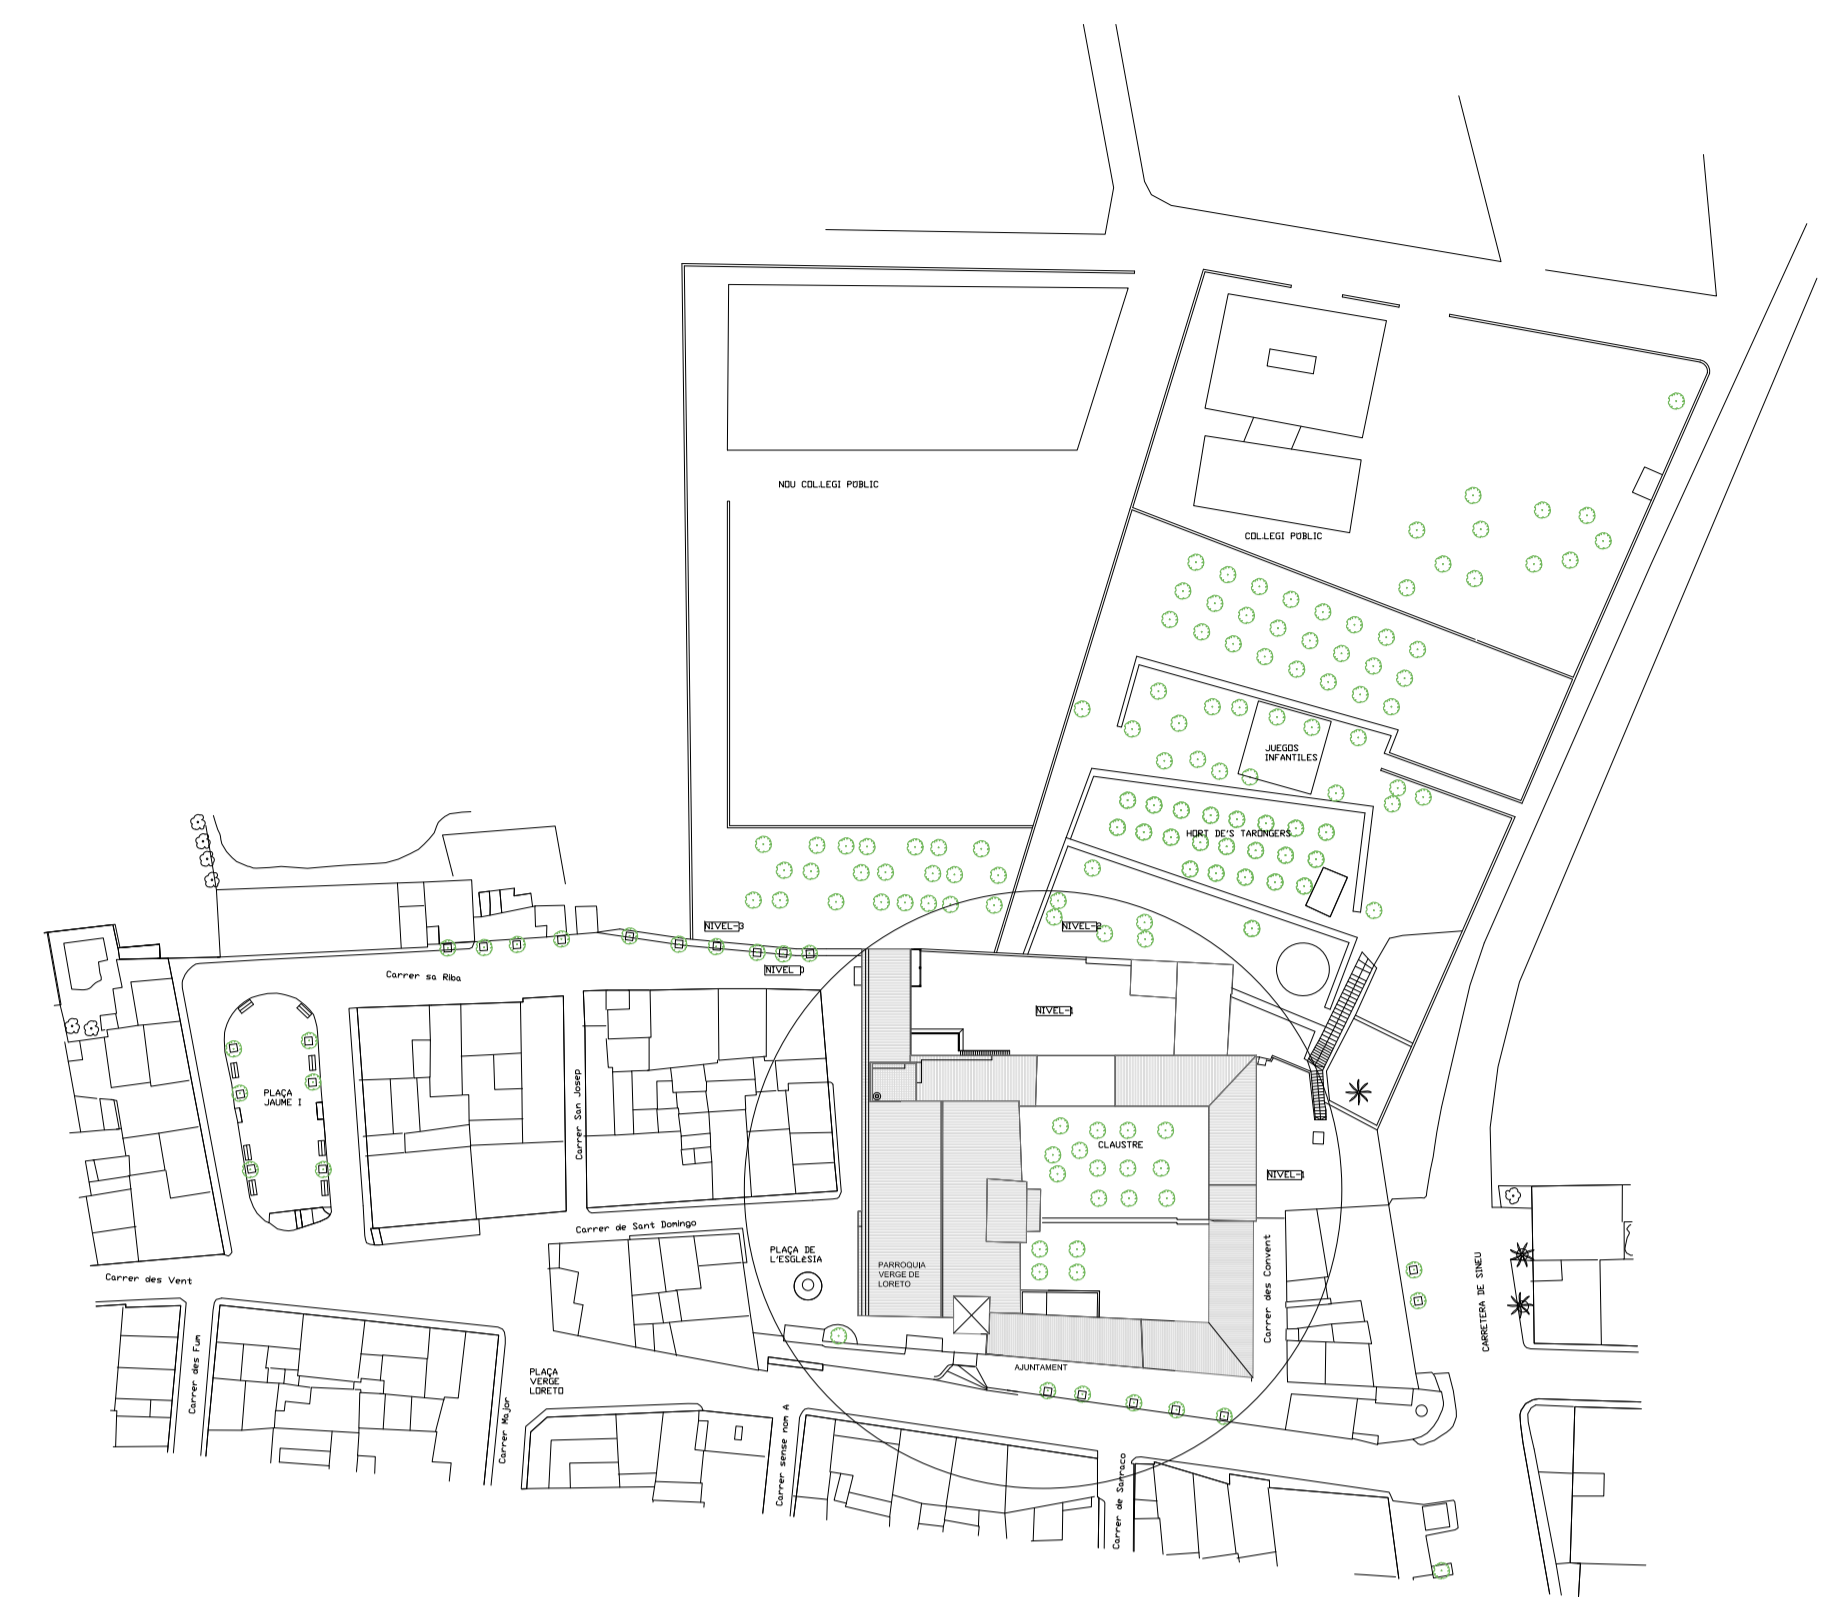 NOU COL.LEGI PÚBLIC
COL.LEGI PÚBLIC
JUEGOS
INFANTILES
HORT DE'S TARONGERS
NIVEL-3
NIVEL-2
NIVEL 0
Carrer sa Riba
NIVEL-1
PLAÇA
JAUME I
Carrer San Josep
CLAUSTRE
NIVEL-1
Carrer de Sant Domingo
PLAÇA DE
L'ESGLÈSIA
PARROQUIA
VERGE DE
LORETO
Carrer des Convent
CARRETERA DE SINEU
Carrer des Vent
Carrer des Fum
PLAÇA
VERGE
LORETO
AJUNTAMENT
Carrer Major
Carrer sense nom A
Carrer de Sarraco